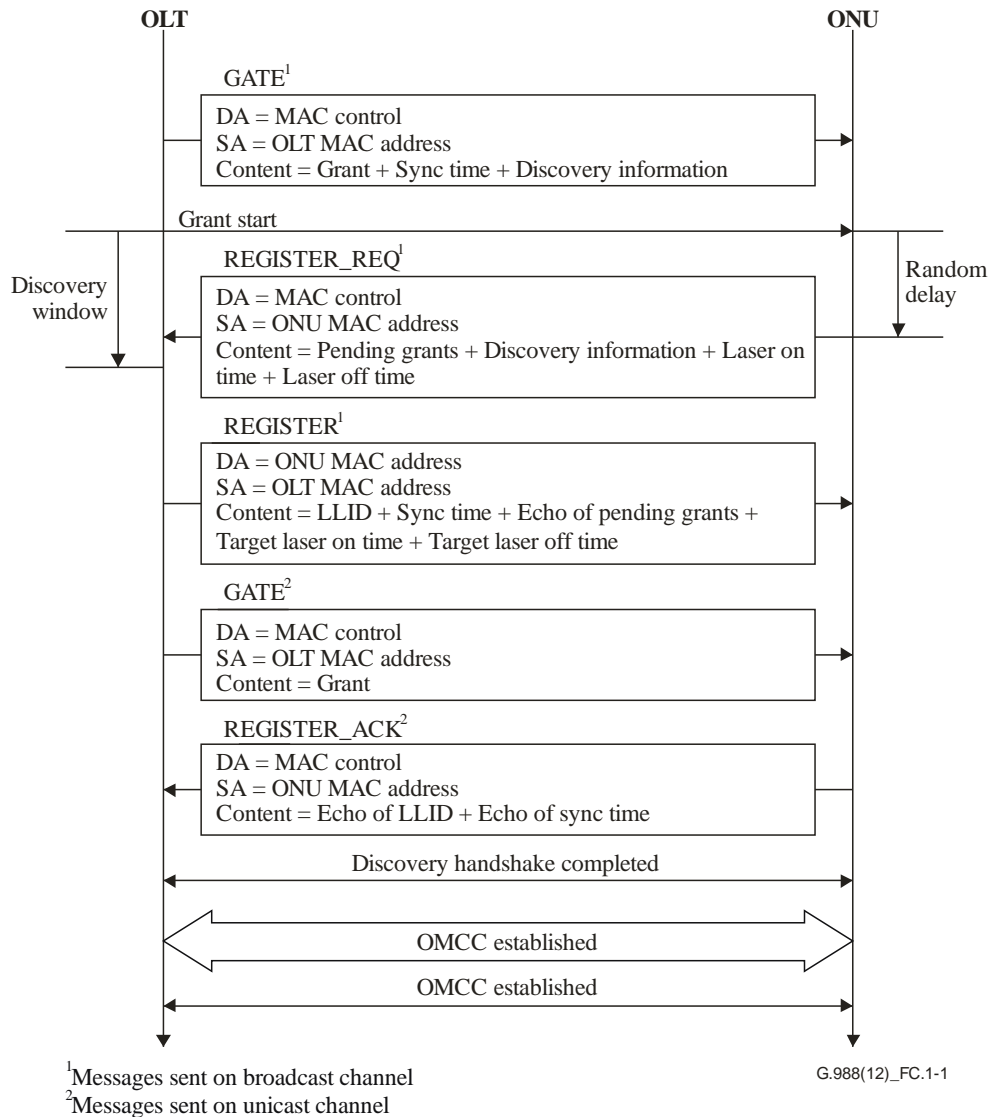 OLT ONU
GATE1
DA = MAC control
SA = OLT MAC address
Content = Grant + Sync time + Discovery information
Grant start
Discovery
window
Random
delay
REGISTER_REQ1
DA = MAC control
SA = ONU MAC address
Content = Pending grants + Discovery information + Laser on
time + Laser off time
REGISTER1
DA = ONU MAC address
SA = OLT MAC address
Content = LLID + Sync time + Echo of pending grants +
Target laser on time + Target laser off time
GATE2
DA = MAC control
SA = OLT MAC address
Content = Grant
REGISTER_ACK2
DA = MAC control
SA = ONU MAC address
Content = Echo of LLID + Echo of sync time
Discovery handshake completed
OMCC established
OMCC established
1Messages sent on broadcast channel
2Messages sent on unicast channel
G.988(12)_FC.1-1